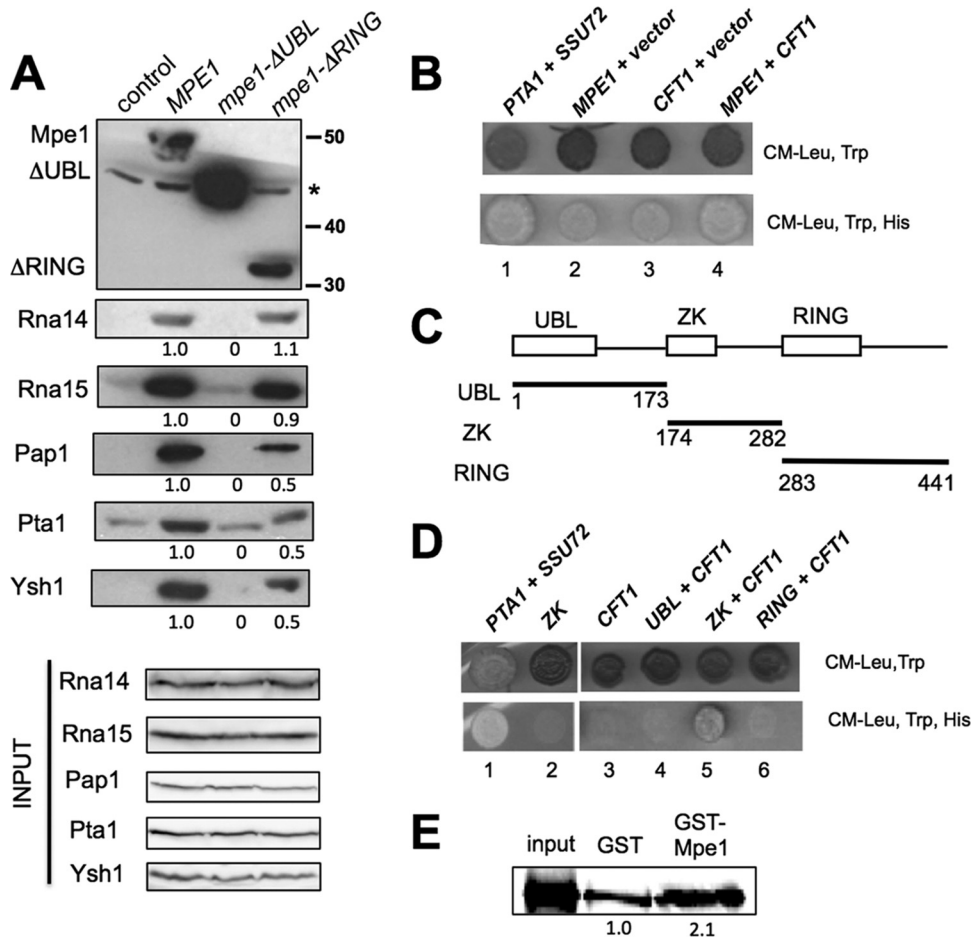 A
control
MPE1
mpe1-ΔUBL
mpe1-ΔRING
Mpe1
50
ΔUBL
*
40
ΔRING
30
Rna14
1.0 0 1.1
Rna15
1.0 0 0.9
Pap1
1.0 0 0.5
Pta1
1.0 0 0.5
Ysh1
1.0 0 0.5
INPUT
Rna14
Rna15
Pap1
Pta1
Ysh1
B
PTA1 + SSU72
MPE1 + vector
CFT1 + vector
MPE1 + CFT1
CM-Leu, Trp
CM-Leu, Trp, His
1 2 3 4
C
UBL ZK RING
UBL
1 173
ZK
174 282
RING
283 441
D
PTA1 + SSU72
ZK
CFT1
UBL + CFT1
ZK + CFT1
RING + CFT1
CM-Leu,Trp
CM-Leu, Trp, His
1 2 3 4 5 6
E
input GST GST-
Mpe1
1.0 2.1